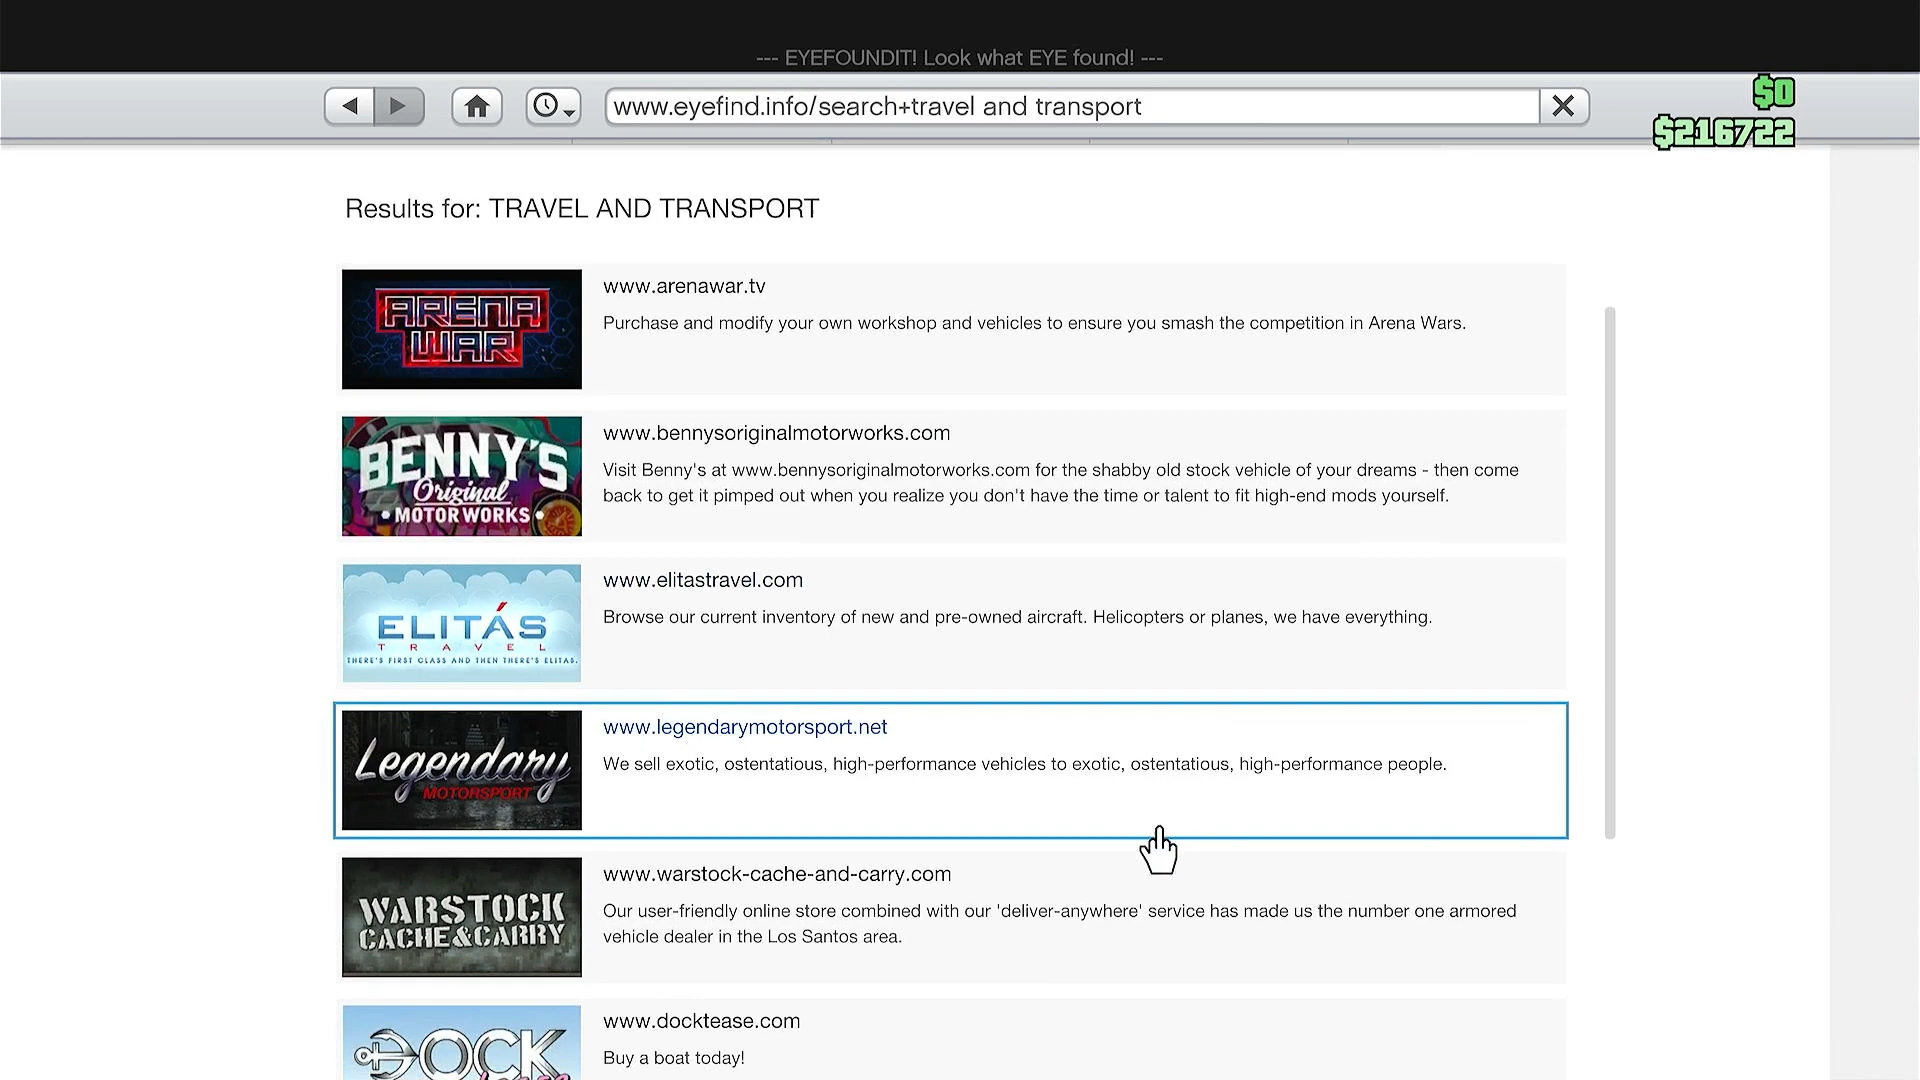 --- EYEFOUNDIT! Look what EYE found! ---
www.eyefind.info/search+travel and transport
$0
$216722
Results for: TRAVEL AND TRANSPORT
ARENA
WAR
www.arenawar.tv
Purchase and modify your own workshop and vehicles to ensure you smash the competition in Arena Wars.
BENNY'S
Original
MOTOR WORKS
www.bennysoriginalmotorworks.com
Visit Benny's at www.bennysoriginalmotorworks.com for the shabby old stock vehicle of your dreams - then come
back to get it pimped out when you realize you don't have the time or talent to fit high-end mods yourself.
ELITÁS
TRAVEL
THERE'S FIRST CLASS AND THEN THERE'S ELITAS.
www.elitastravel.com
Browse our current inventory of new and pre-owned aircraft. Helicopters or planes, we have everything.
Legendary
MOTORSPORT
www.legendarymotorsport.net
We sell exotic, ostentatious, high-performance vehicles to exotic, ostentatious, high-performance people.
WARSTOCK
CACHE&CARRY
www.warstock-cache-and-carry.com
Our user-friendly online store combined with our 'deliver-anywhere' service has made us the number one armored
vehicle dealer in the Los Santos area.
DOCK
www.docktease.com
Buy a boat today!